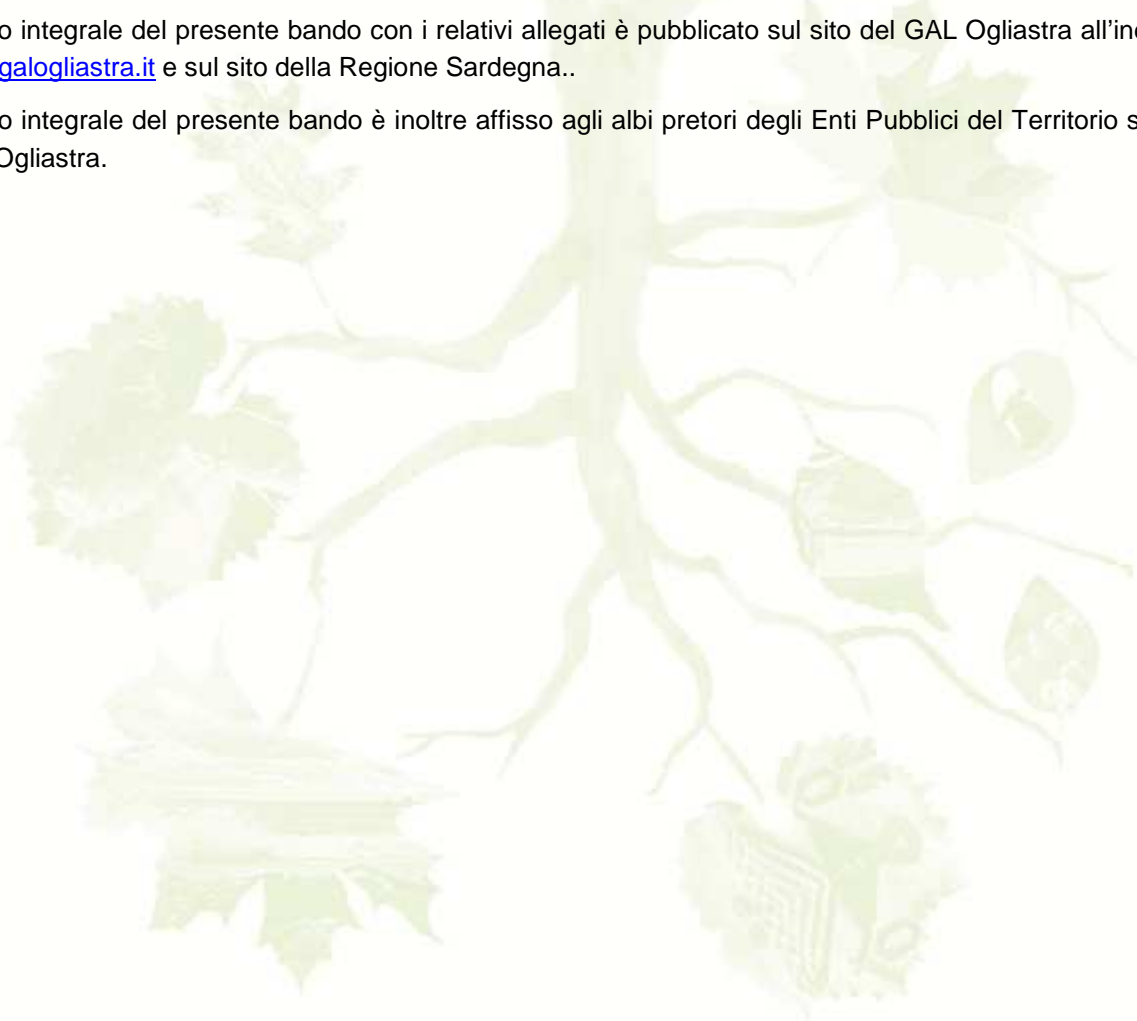 o integrale del presente bando con i relativi allegati è pubblicato sul sito del GAL Ogliastra all’in
galogliastra.it e sul sito della Regione Sardegna..
o integrale del presente bando è inoltre affisso agli albi pretori degli Enti Pubblici del Territorio s
Ogliastra.